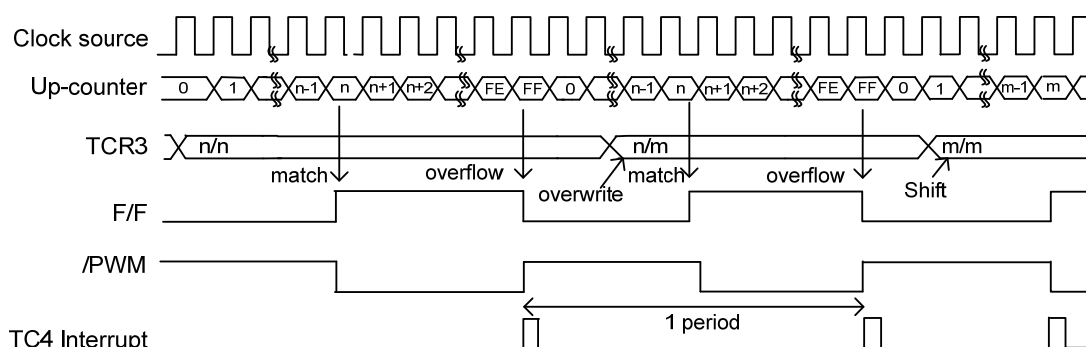 Clock source
Up-counter 0 1 n-1 n n+1 n+2 FE FF 0 n-1 n n+1 n+2 FE FF 0 1 m-1 m
TCR3 n/n n/m m/m
match overflow overwrite match overflow Shift
F/F
/PWM
1 period
TC4 Interrupt